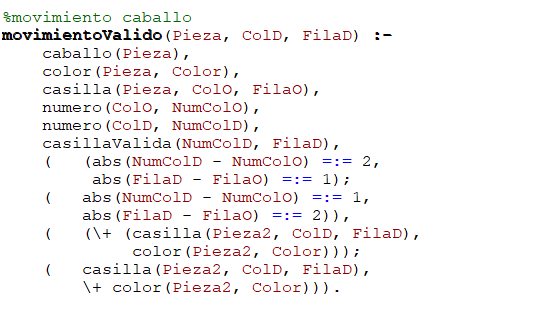 %movimiento caballo
movimientoValido(Pieza, ColD, FilaD) :-
    caballo(Pieza),
    color(Pieza, Color),
    casilla(Pieza, ColO, FilaO),
    numero(ColO, NumColO),
    numero(ColD, NumColD),
    casillaValida(NumColD, FilaD),
    (   (abs(NumColD - NumColO) =:= 2,
         abs(FilaD - FilaO) =:= 1);
    (   abs(NumColD - NumColO) =:= 1,
        abs(FilaD - FilaO) =:= 2)),
    (   (\+ (casilla(Pieza2, ColD, FilaD),
             color(Pieza2, Color)));
    (   casilla(Pieza2, ColD, FilaD),
        \+ color(Pieza2, Color))).